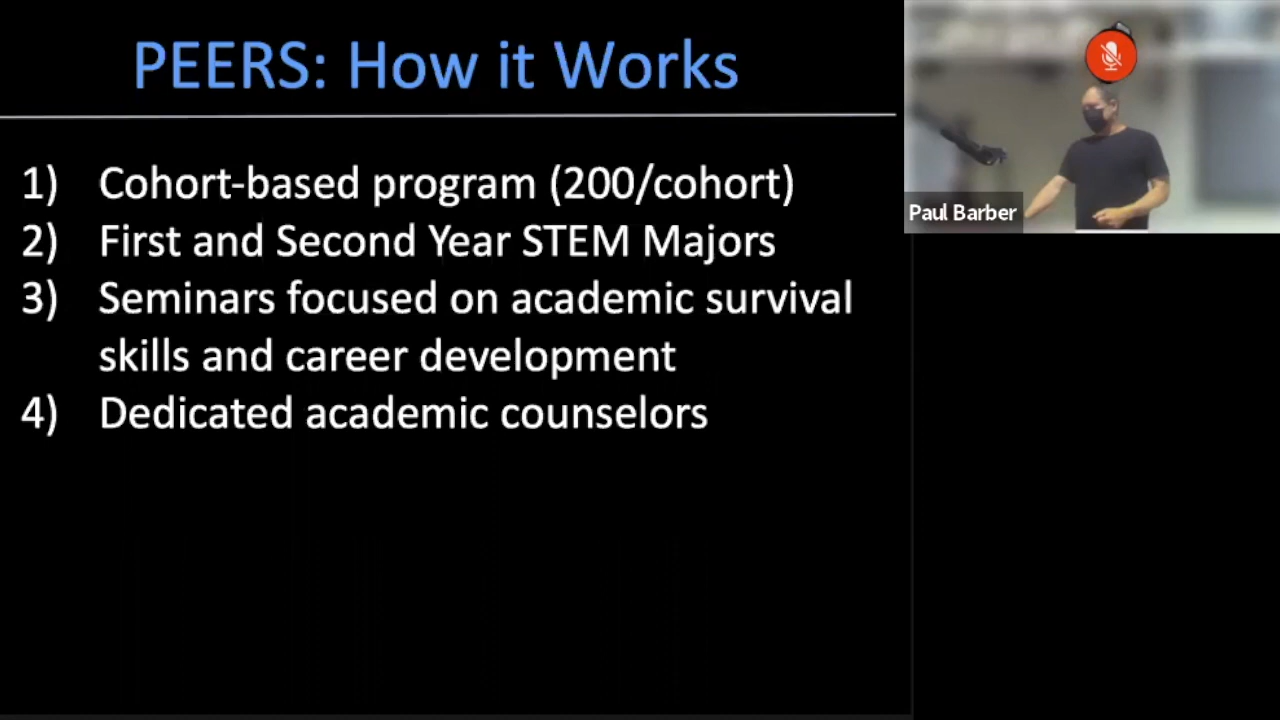 PEERS: How it Works
1) Cohort-based program (200/cohort)
2) First and Second Year STEM Majors
3) Seminars focused on academic survival
skills and career development
4) Dedicated academic counselors
Paul Barber